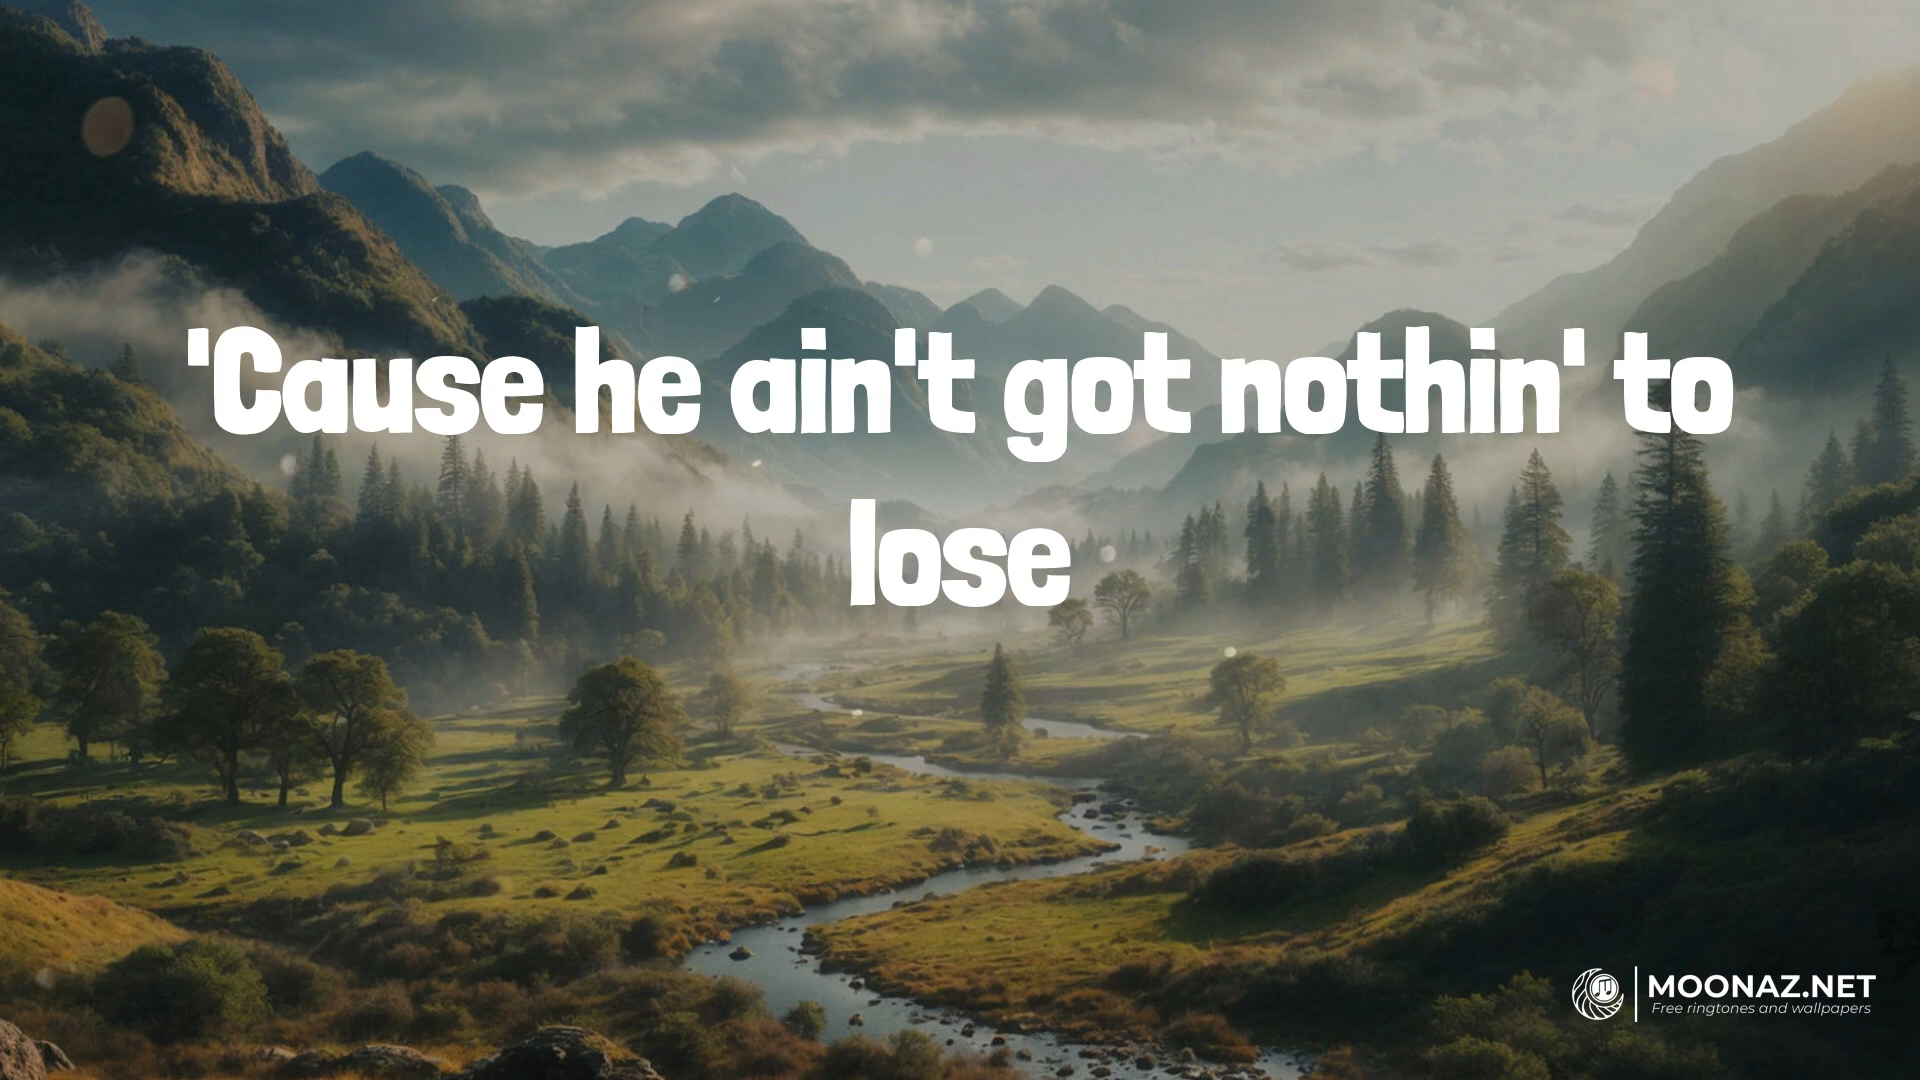 'Cause he ain't got nothin' to
lose
MOONAZ.NET
Free ringtones and wallpapers